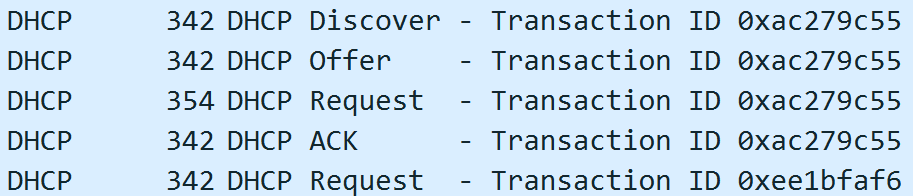 DHCP 342 DHCP Discover - Transaction ID 0xac279c55
DHCP 342 DHCP Offer - Transaction ID 0xac279c55
DHCP 354 DHCP Request - Transaction ID 0xac279c55
DHCP 342 DHCP ACK - Transaction ID 0xac279c55
DHCP 342 DHCP Request - Transaction ID 0xee1bfaf6